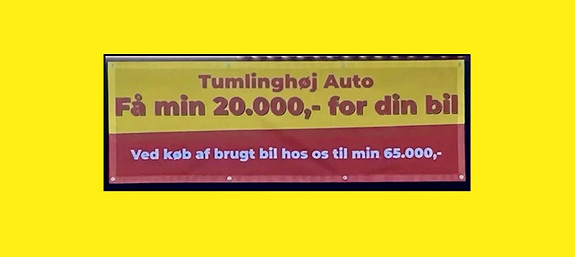 Tumlinghøj Auto
Få min 20.000,- for din bil
Ved køb af brugt bil hos os til min 65.000,-